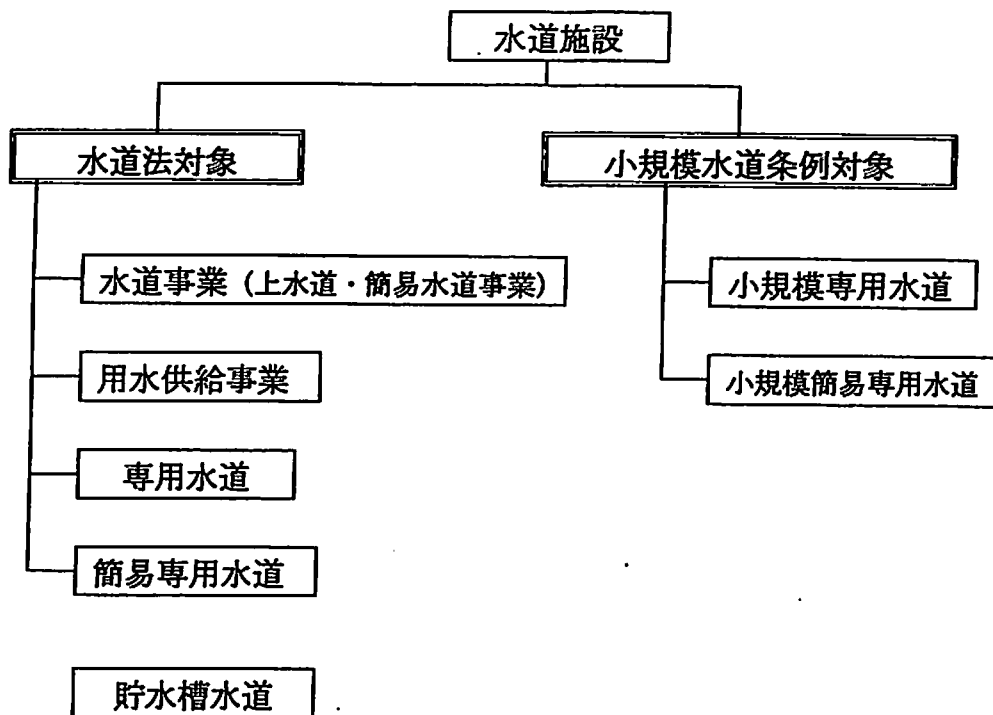 水道施設
水道法対象
小規模水道条例対象
水道事業（上水道・簡易水道事業）
小規模専用水道
用水供給事業
小規模簡易専用水道
専用水道
簡易専用水道
貯水槽水道